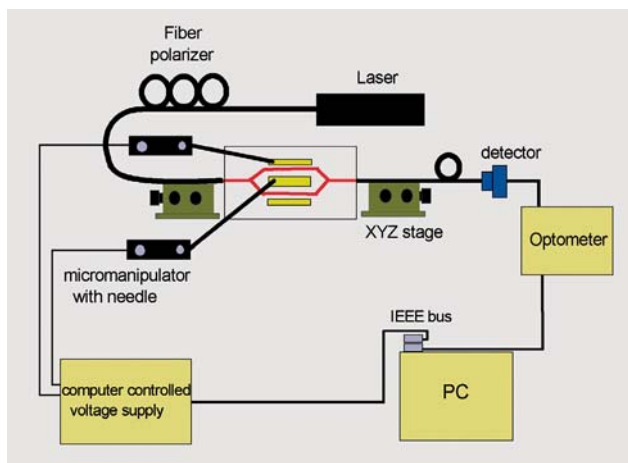 Fiber
polarizer
Laser
detector
XYZ stage
Optometer
micromanipulator
with needle
IEEE bus
computer controlled
voltage supply
PC